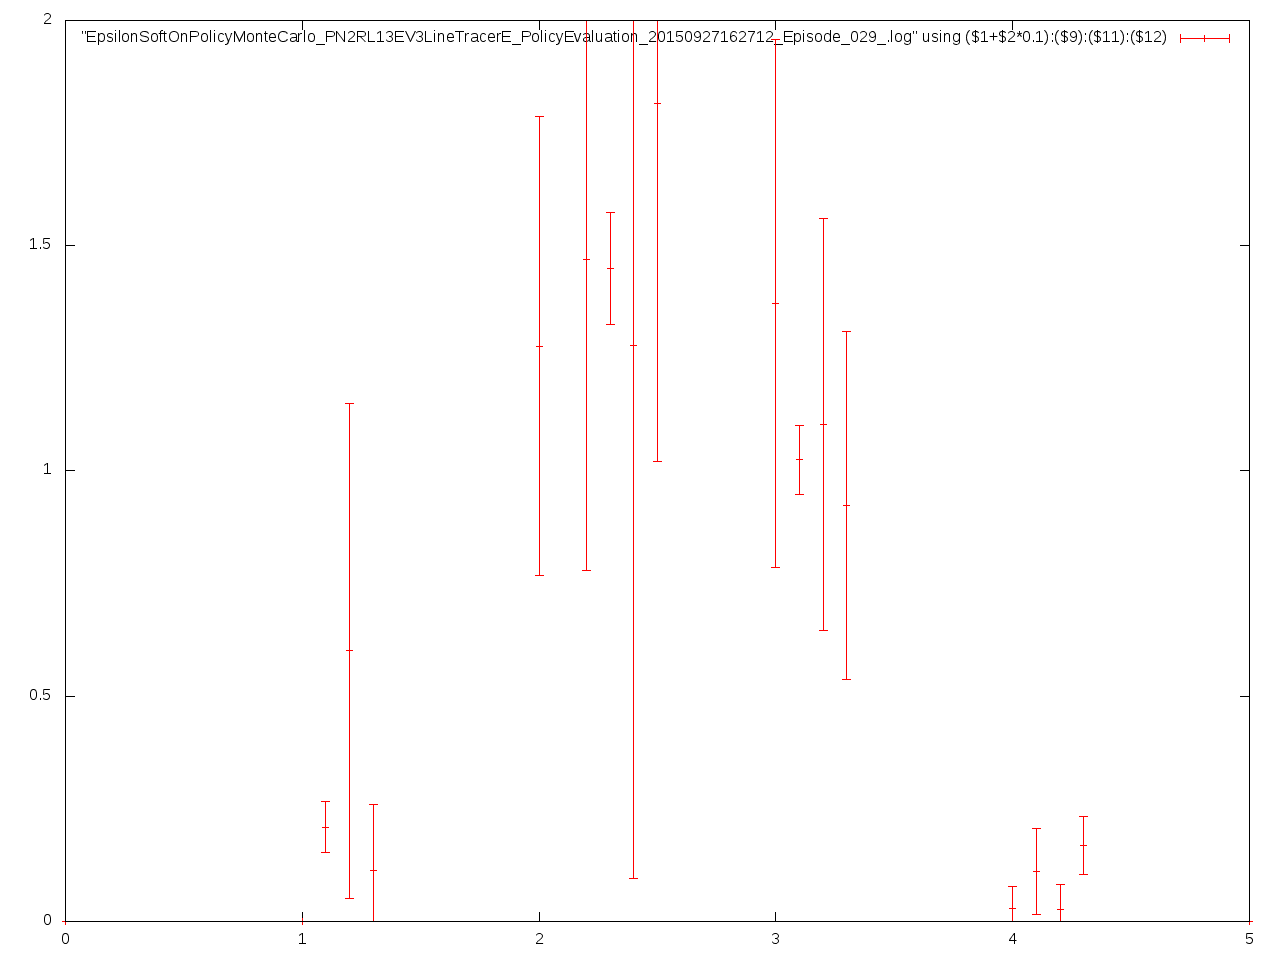 2
"EpsilonSoftOnPolicyMonteCarlo_PN2RL13EV3LineTracerE_PolicyEvaluation_20150927162712_Episode_029_.log" using ($1+$2*0.1):($9):($11):($12)
1.5
1
0.5
0
0 1 2 3 4 5